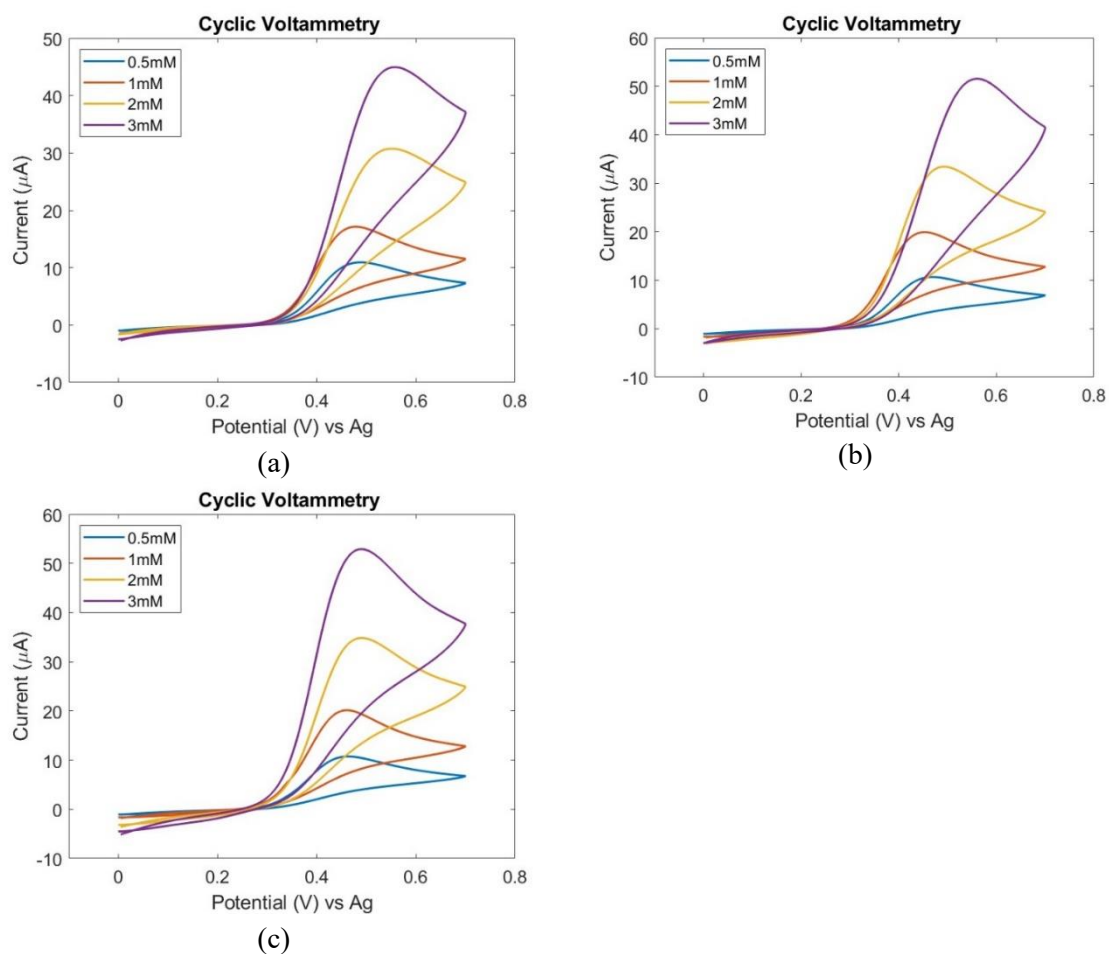 Cyclic Voltammetry
50
40
30
20
10
0
-10
Current (μA)
0.5mM
1mM
2mM
3mM
0
0.2
0.4
0.6
0.8
Potential (V) vs Ag
(a)
Cyclic Voltammetry
60
50
40
30
20
10
0
-10
Current (μA)
0.5mM
1mM
2mM
3mM
0
0.2
0.4
0.6
0.8
Potential (V) vs Ag
(b)
Cyclic Voltammetry
60
50
40
30
20
10
0
-10
Current (μA)
0.5mM
1mM
2mM
3mM
0
0.2
0.4
0.6
0.8
Potential (V) vs Ag
(c)